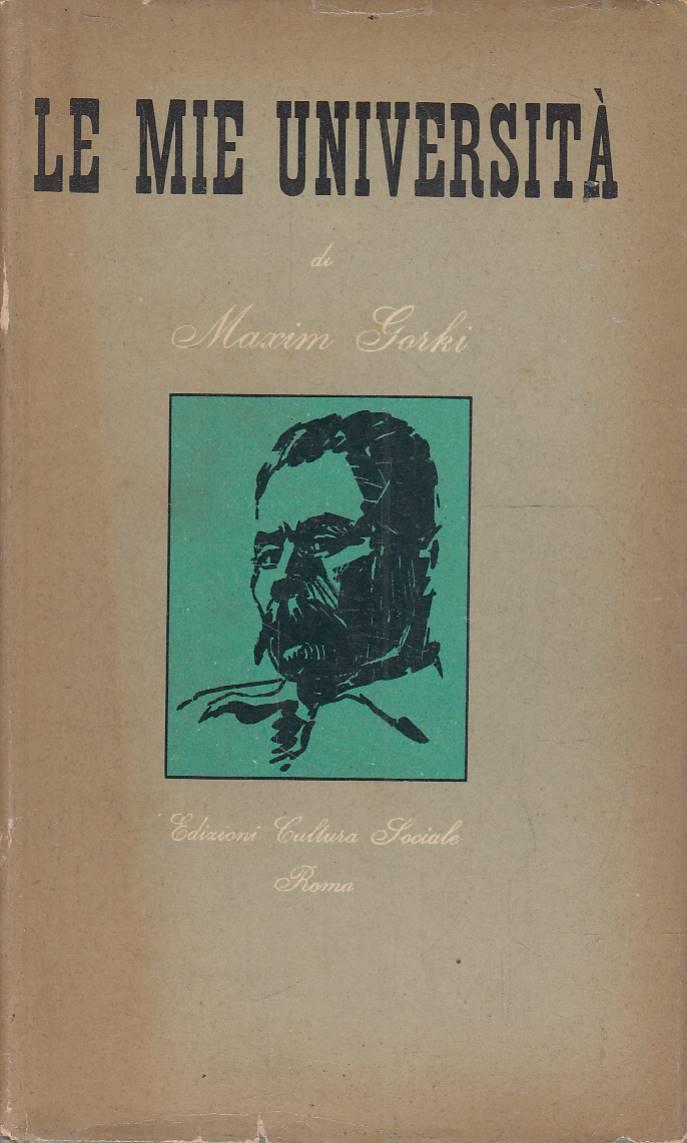 LE MIE UNIVERSITÀ
di
Maxim Gorki
Edizioni Cultura Sociale
Roma